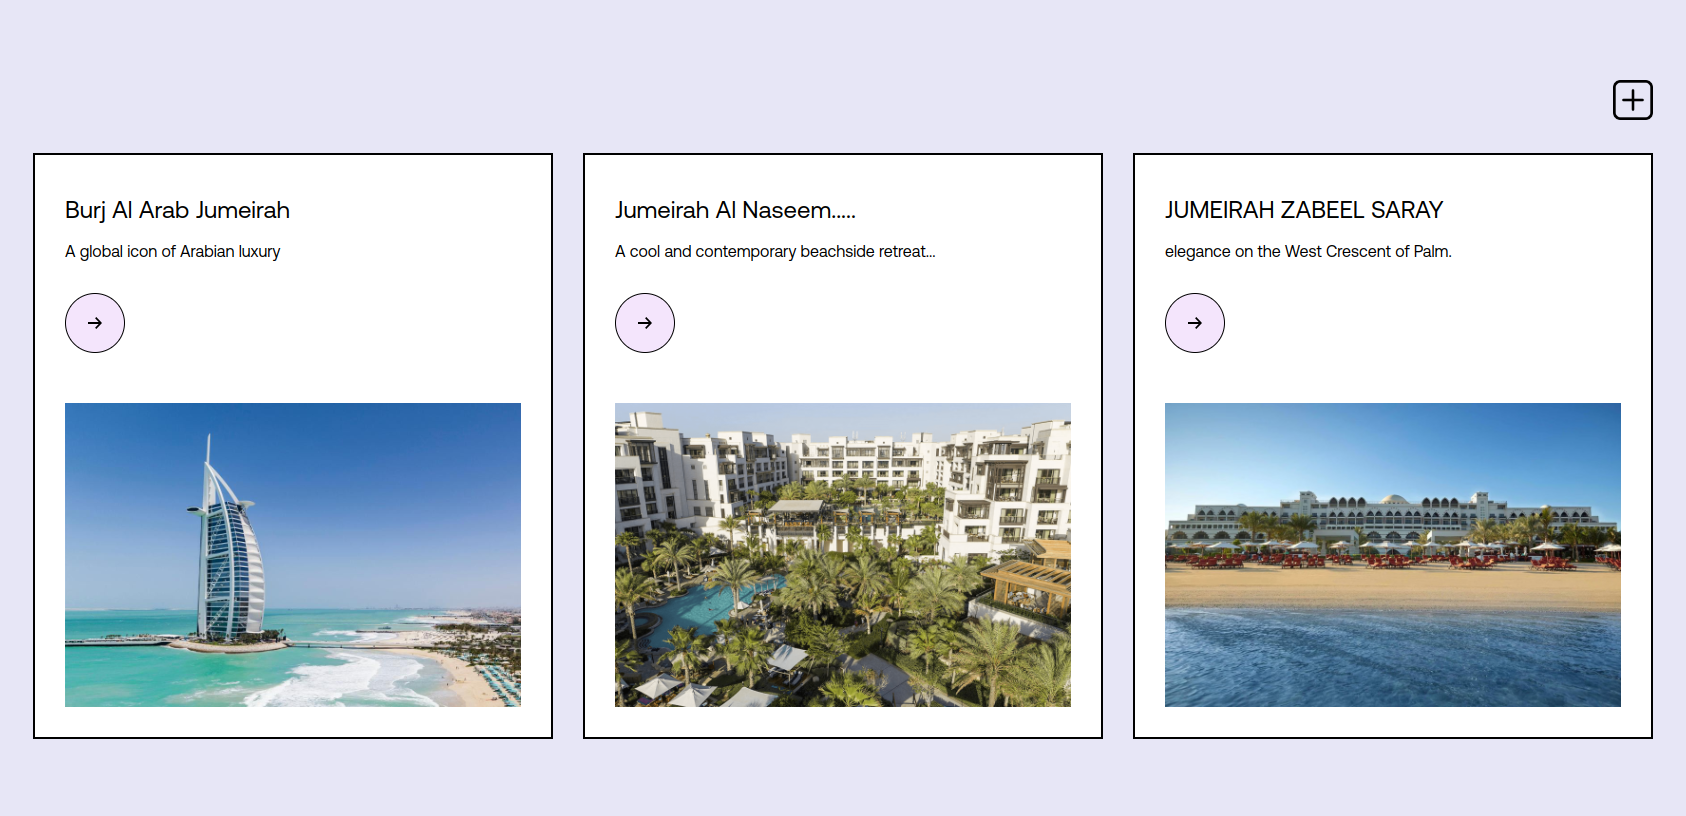 Burj Al Arab Jumeirah
A global icon of Arabian luxury
Jumeirah Al Naseem.....
A cool and contemporary beachside retreat...
JUMEIRAH ZABEEL SARAY
elegance on the West Crescent of Palm.